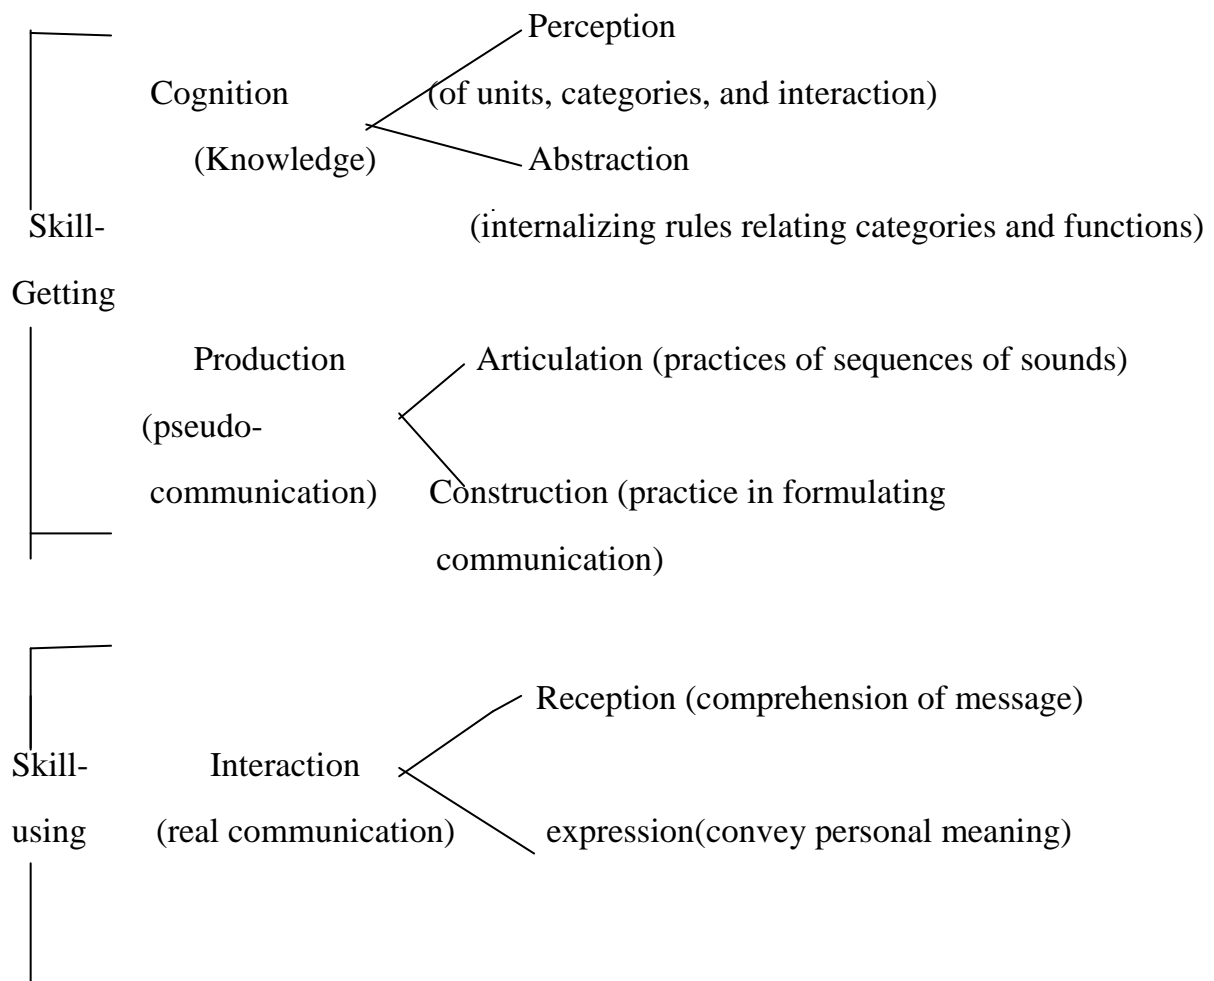 Perception
Cognition (of units, categories, and interaction)
(Knowledge) Abstraction
Skill- (internalizing rules relating categories and functions)
Getting
Production Articulation (practices of sequences of sounds)
(pseudo-
communication) Construction (practice in formulating
communication)
Reception (comprehension of message)
Skill- Interaction
using (real communication) expression(convey personal meaning)